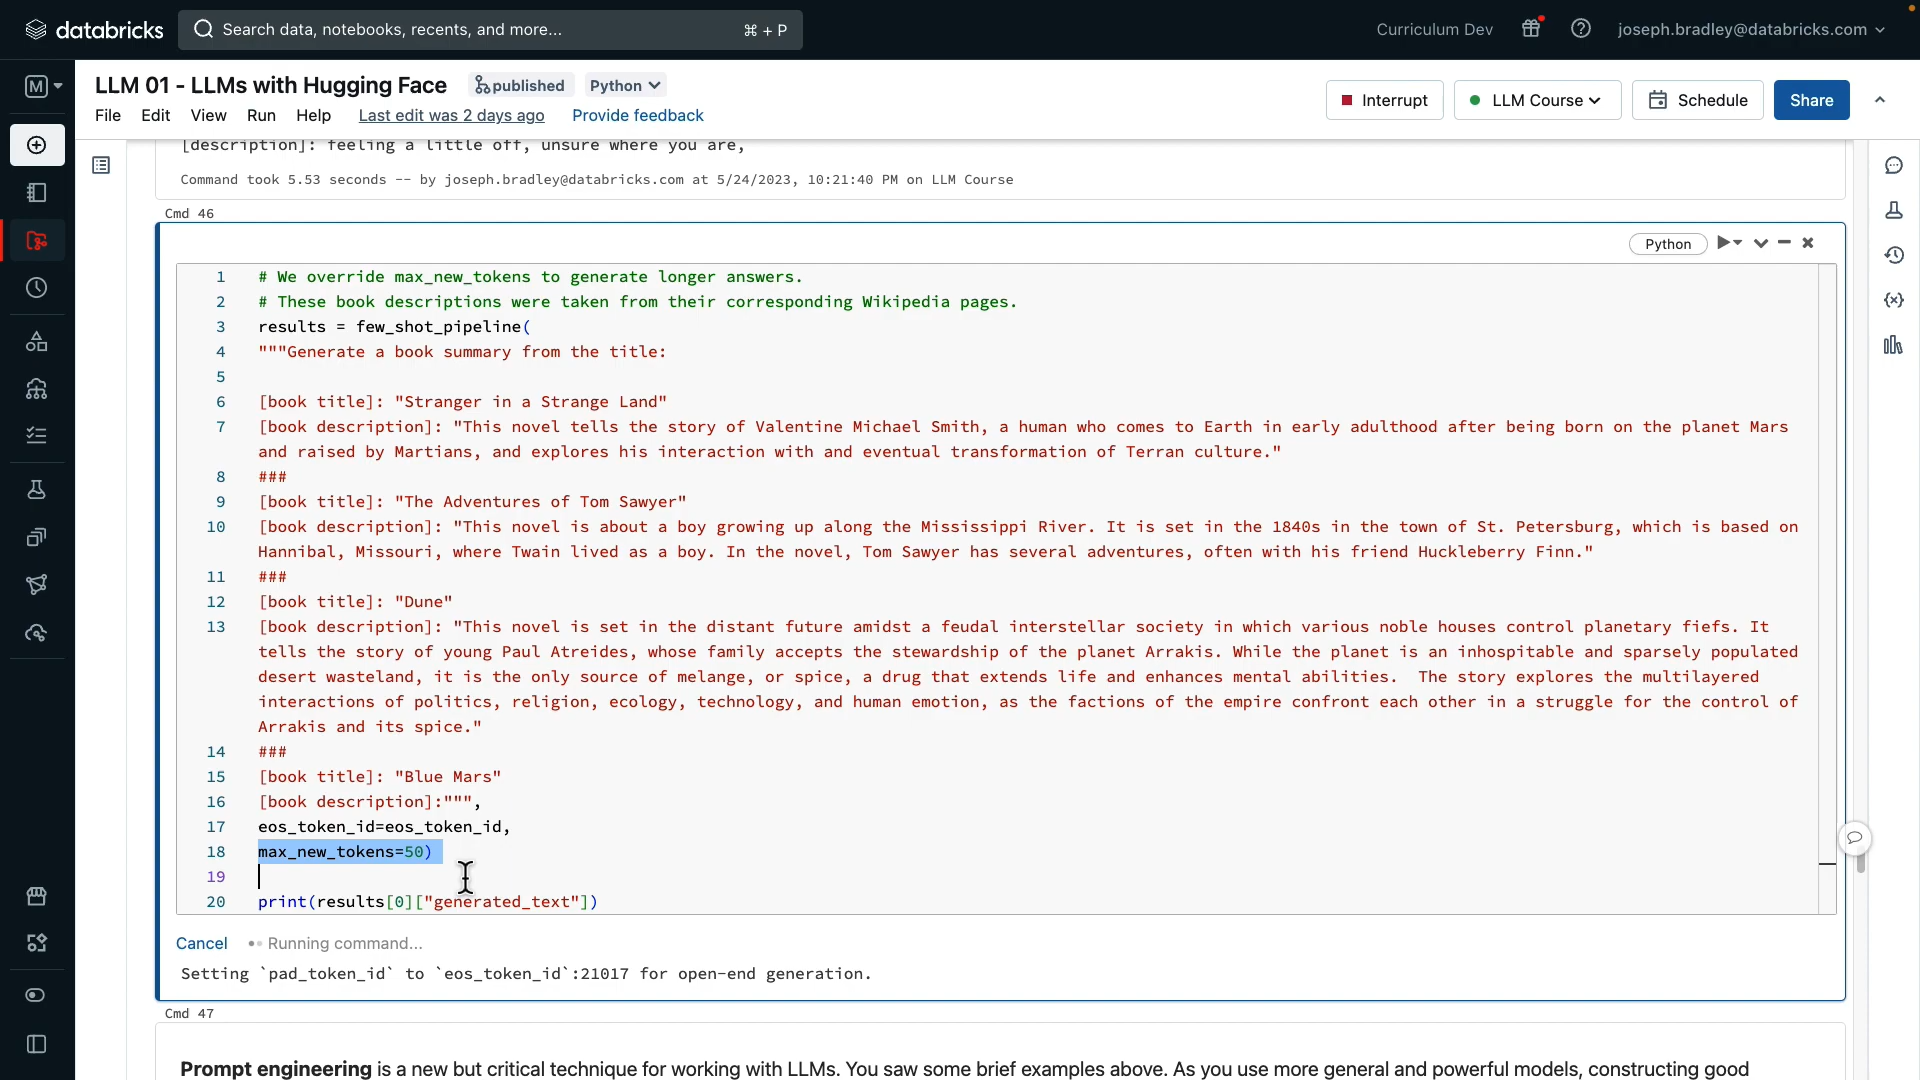 databricks
Search data, notebooks, recents, and more...
⌘ + P
Curriculum Dev
joseph.bradley@databricks.com
M
LLM 01 - LLMs with Hugging Face
published
Python
File
Edit
View
Run
Help
Last edit was 2 days ago
Provide feedback
Interrupt
LLM Course
Schedule
Share
[description]: feeling a little off, unsure where you are,
Command took 5.53 seconds -- by joseph.bradley@databricks.com at 5/24/2023, 10:21:40 PM on LLM Course
Cmd 46
Python
1 # We override max_new_tokens to generate longer answers.
2 # These book descriptions were taken from their corresponding Wikipedia pages.
3 results = few_shot_pipeline(
4 """Generate a book summary from the title:
5
6 [book title]: "Stranger in a Strange Land"
7 [book description]: "This novel tells the story of Valentine Michael Smith, a human who comes to Earth in early adulthood after being born on the planet Mars
and raised by Martians, and explores his interaction with and eventual transformation of Terran culture."
8 ###
9 [book title]: "The Adventures of Tom Sawyer"
10 [book description]: "This novel is about a boy growing up along the Mississippi River. It is set in the 1840s in the town of St. Petersburg, which is based on
Hannibal, Missouri, where Twain lived as a boy. In the novel, Tom Sawyer has several adventures, often with his friend Huckleberry Finn."
11 ###
12 [book title]: "Dune"
13 [book description]: "This novel is set in the distant future amidst a feudal interstellar society in which various noble houses control planetary fiefs. It
tells the story of young Paul Atreides, whose family accepts the stewardship of the planet Arrakis. While the planet is an inhospitable and sparsely populated
desert wasteland, it is the only source of melange, or spice, a drug that extends life and enhances mental abilities.  The story explores the multilayered
interactions of politics, religion, ecology, technology, and human emotion, as the factions of the empire confront each other in a struggle for the control of
Arrakis and its spice."
14 ###
15 [book title]: "Blue Mars"
16 [book description]:""",
17 eos_token_id=eos_token_id,
18 max_new_tokens=50)
19
20 print(results[0]["generated_text"])
Cancel
Running command...
Setting `pad_token_id` to `eos_token_id`:21017 for open-end generation.
Cmd 47
Prompt engineering is a new but critical technique for working with LLMs. You saw some brief examples above. As you use more general and powerful models, constructing good